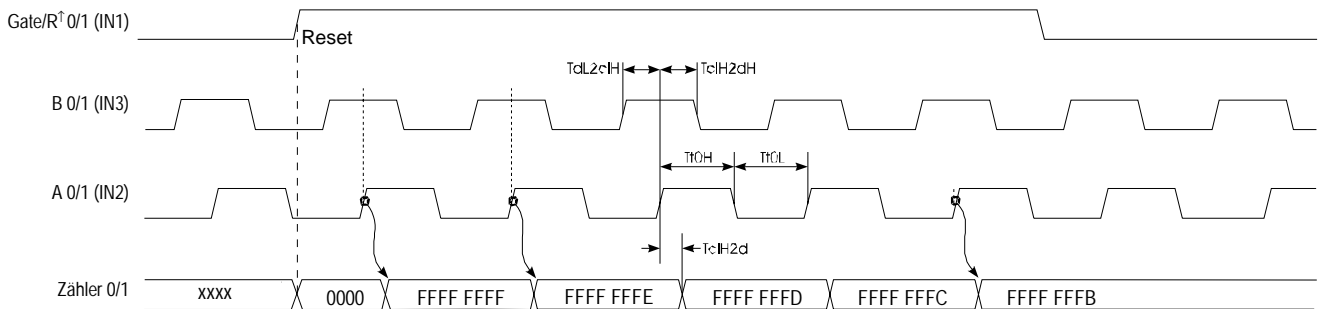 Gate/R↑ 0/1 (IN1)
Reset
TdL2clH TclH2dH
B 0/1 (IN3)
Tt0H Tt0L
A 0/1 (IN2)
TclH2d
Zähler 0/1 xxxx 0000 FFFF FFFF FFFF FFFE FFFF FFFD FFFF FFFC FFFF FFFB